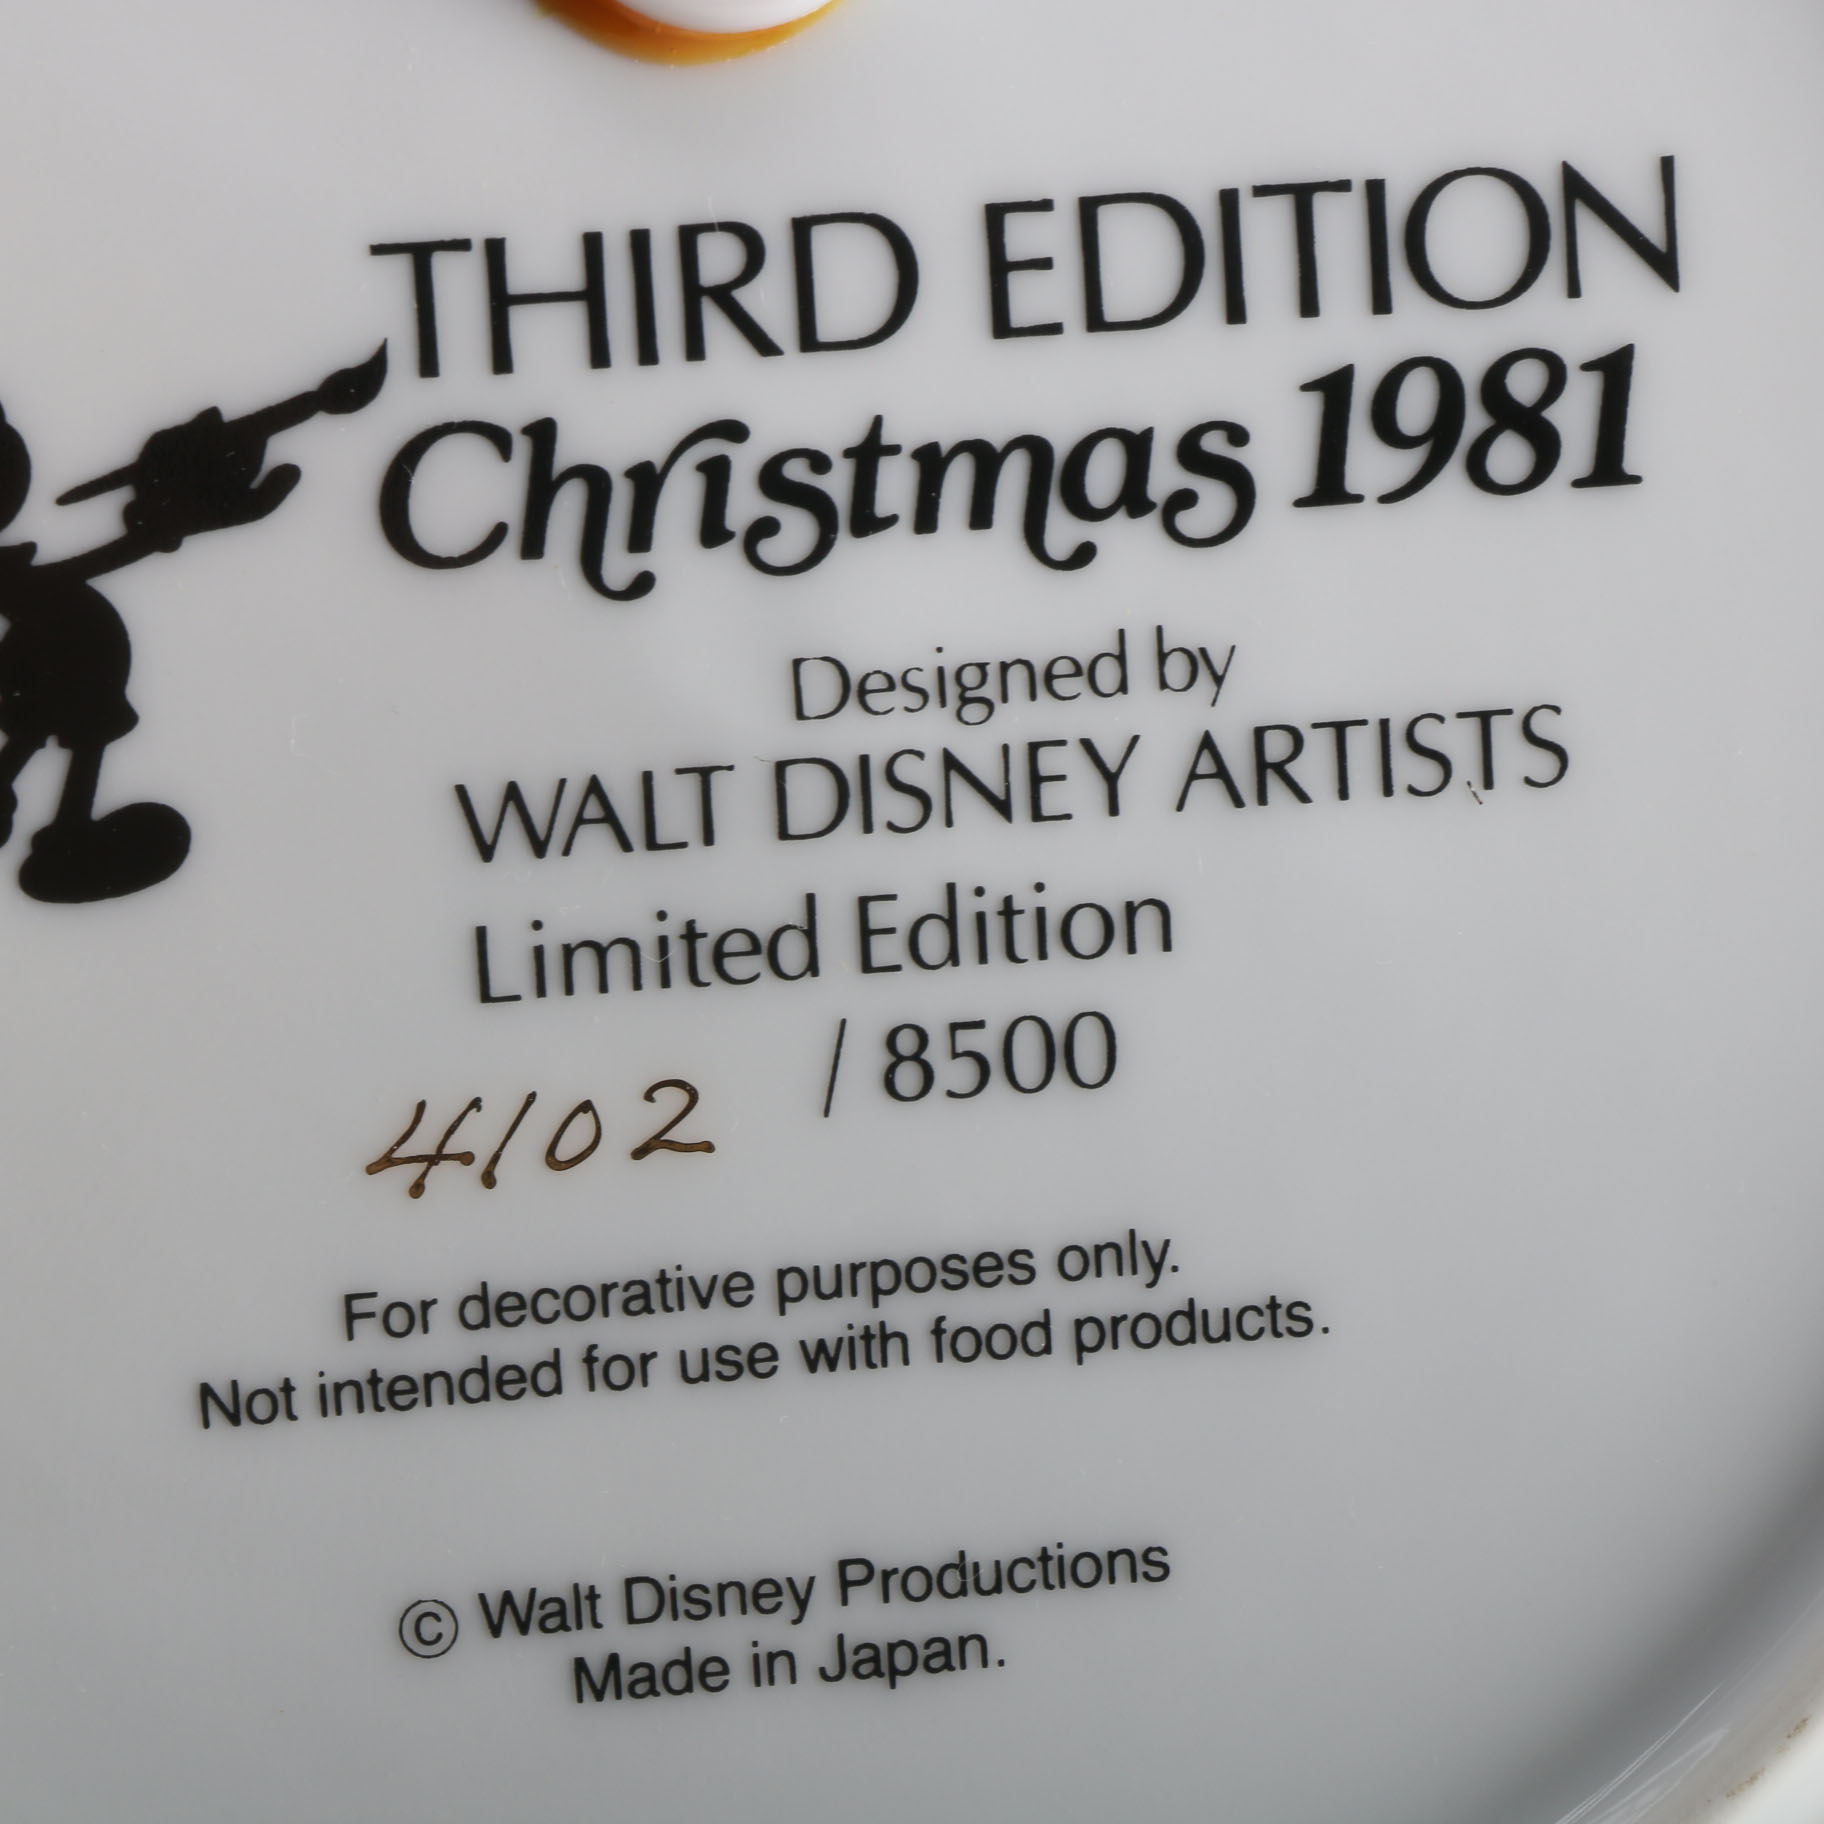 THIRD EDITION
Christmas 1981
Designed by
WALT DISNEY ARTISTS
Limited Edition
4102 / 8500
For decorative purposes only.
Not intended for use with food products.
© Walt Disney Productions
Made in Japan.